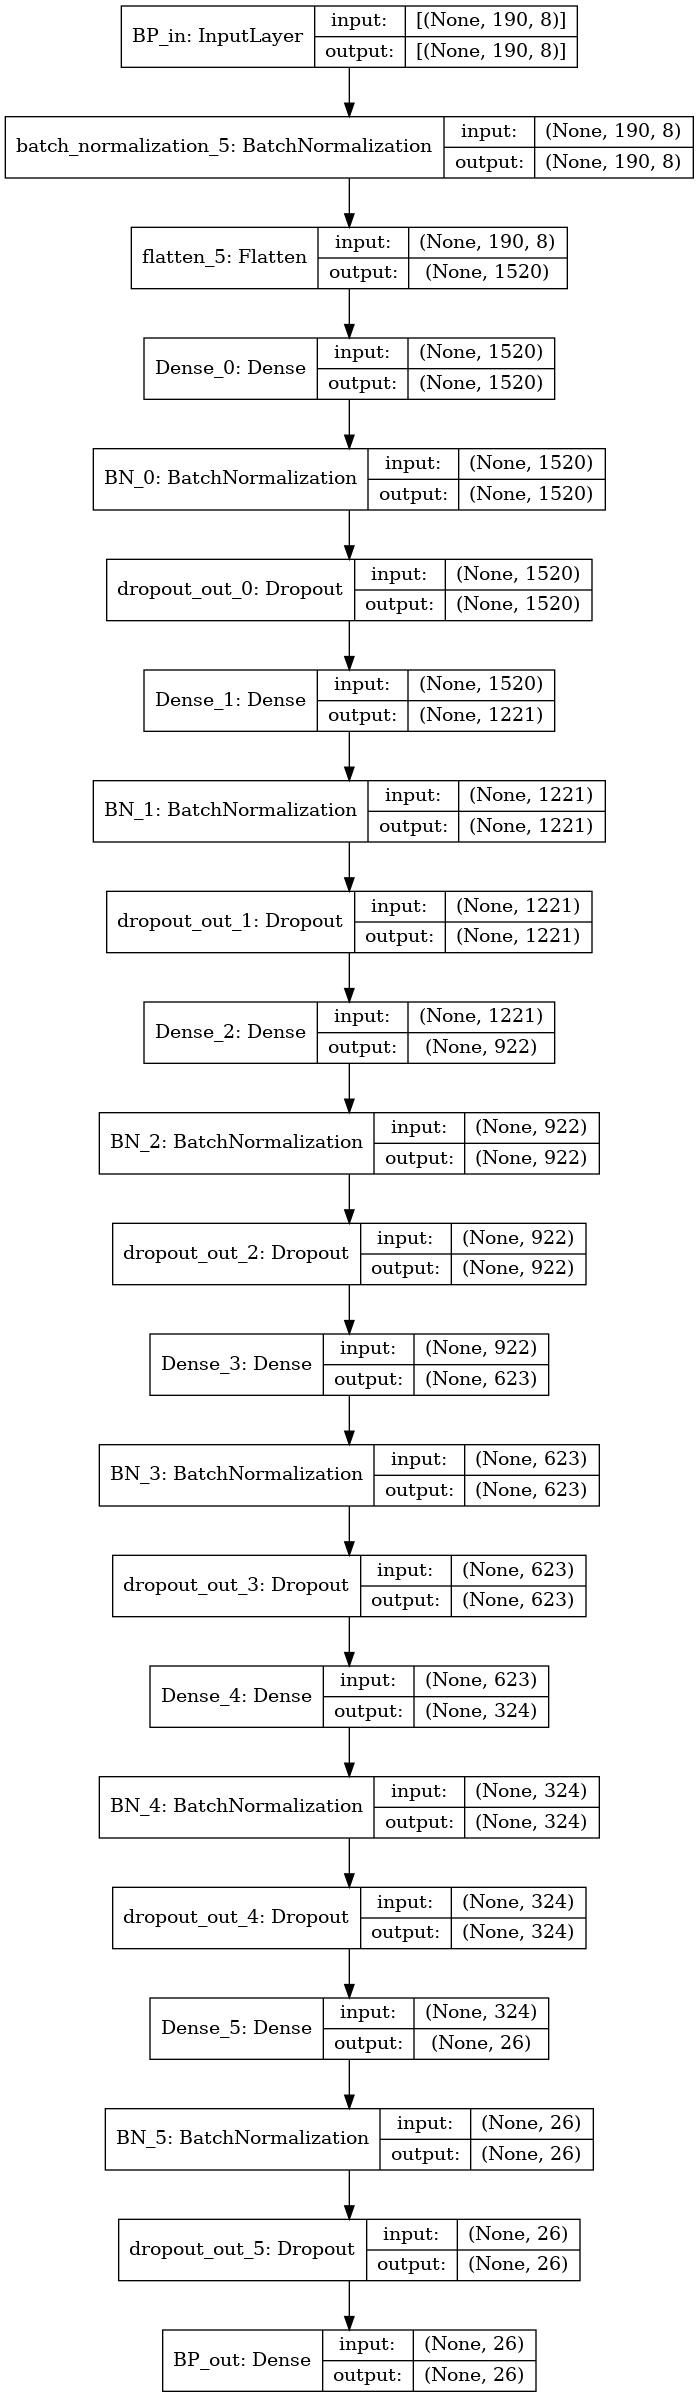 BP_in: InputLayer input: [(None, 190, 8)]
output: [(None, 190, 8)]
batch_normalization_5: BatchNormalization input: (None, 190, 8)
output: (None, 190, 8)
flatten_5: Flatten input: (None, 190, 8)
output: (None, 1520)
Dense_0: Dense input: (None, 1520)
output: (None, 1520)
BN_0: BatchNormalization input: (None, 1520)
output: (None, 1520)
dropout_out_0: Dropout input: (None, 1520)
output: (None, 1520)
Dense_1: Dense input: (None, 1520)
output: (None, 1221)
BN_1: BatchNormalization input: (None, 1221)
output: (None, 1221)
dropout_out_1: Dropout input: (None, 1221)
output: (None, 1221)
Dense_2: Dense input: (None, 1221)
output: (None, 922)
BN_2: BatchNormalization input: (None, 922)
output: (None, 922)
dropout_out_2: Dropout input: (None, 922)
output: (None, 922)
Dense_3: Dense input: (None, 922)
output: (None, 623)
BN_3: BatchNormalization input: (None, 623)
output: (None, 623)
dropout_out_3: Dropout input: (None, 623)
output: (None, 623)
Dense_4: Dense input: (None, 623)
output: (None, 324)
BN_4: BatchNormalization input: (None, 324)
output: (None, 324)
dropout_out_4: Dropout input: (None, 324)
output: (None, 324)
Dense_5: Dense input: (None, 324)
output: (None, 26)
BN_5: BatchNormalization input: (None, 26)
output: (None, 26)
dropout_out_5: Dropout input: (None, 26)
output: (None, 26)
BP_out: Dense input: (None, 26)
output: (None, 26)